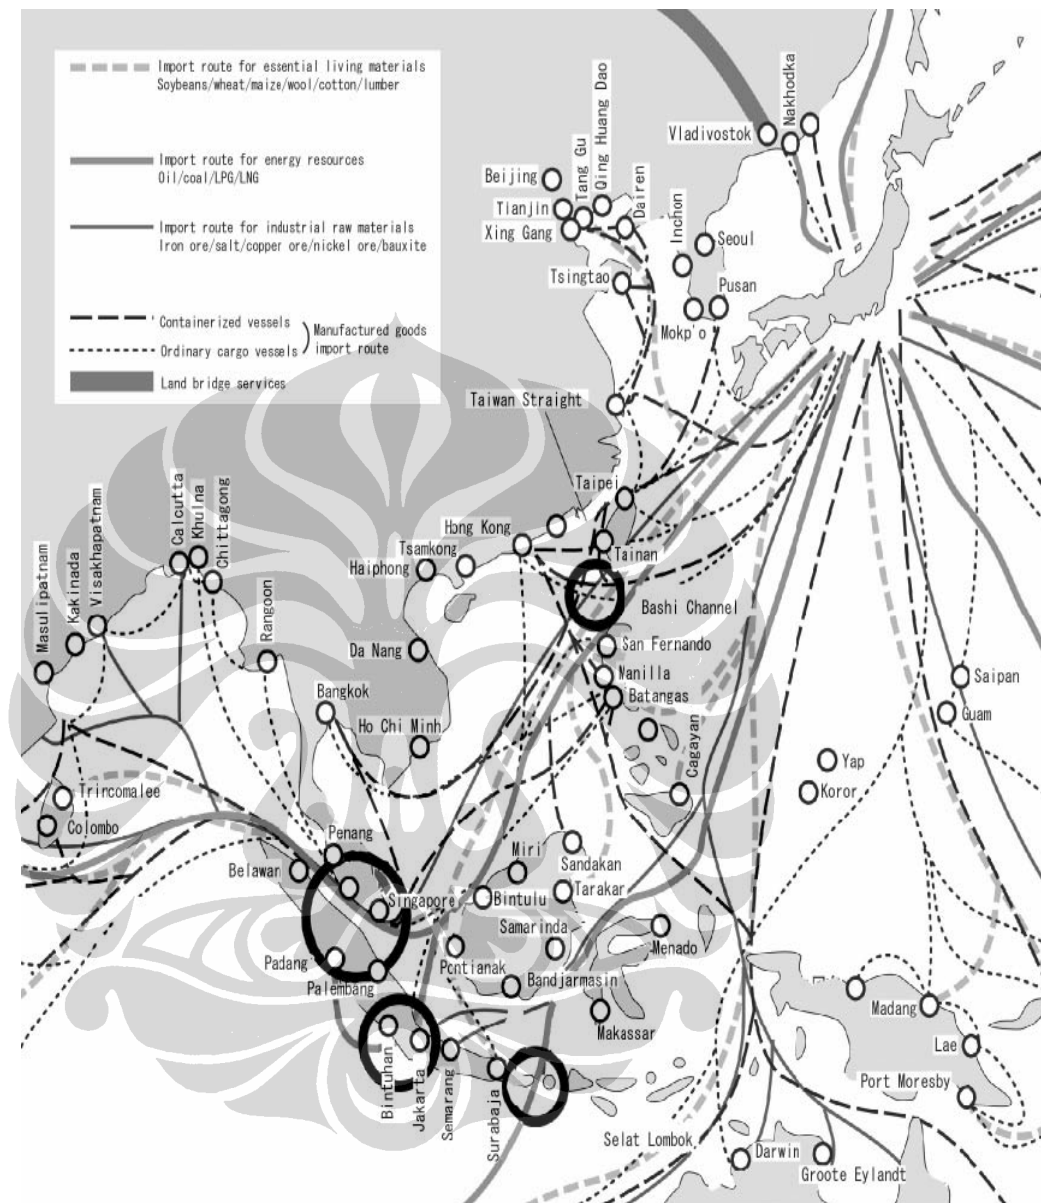 Import route for essential living materials
Soybeans/wheat/maize/wool/cotton/lumber
Import route for energy resources
Oil/coal/LPG/LNG
Import route for industrial raw materials
Iron ore/salt/copper ore/nickel ore/bauxite
Containerized vessels
Ordinary cargo vessels
Manufactured goods
import route
Land bridge services
Vladivostok
Nakhodka
Qing Huang Dao
Tang Gu
Beijing
Tianjin
Xing Gang
Dairen
Inchon
Seoul
Tsingtao
Pusan
Mokp'o
Taiwan Straight
Taipei
Hong Kong
Tsamkong
Haiphong
Tainan
Bashi Channel
Calcutta
Khulna
Chittagong
Visakhapatnam
Kakinada
Masulipatnam
Rangoon
Da Nang
San Fernando
Nanilla
Batangas
Bangkok
Ho Chi Minh
Cagayan
Saipan
Guam
Yap
Koror
Trincomalee
Colombo
Penang
Belawan
Miri
Sandakan
Singapore
Bintulu
Tarakar
Samarinda
Menado
Padang
Pontianak
Palembang
Bandjarmasin
Makassar
Madang
Lae
Bintuhan
Jakarta
Semarang
Surabaja
Port Moresby
Selat Lombok
Darwin
Groote Eylandt